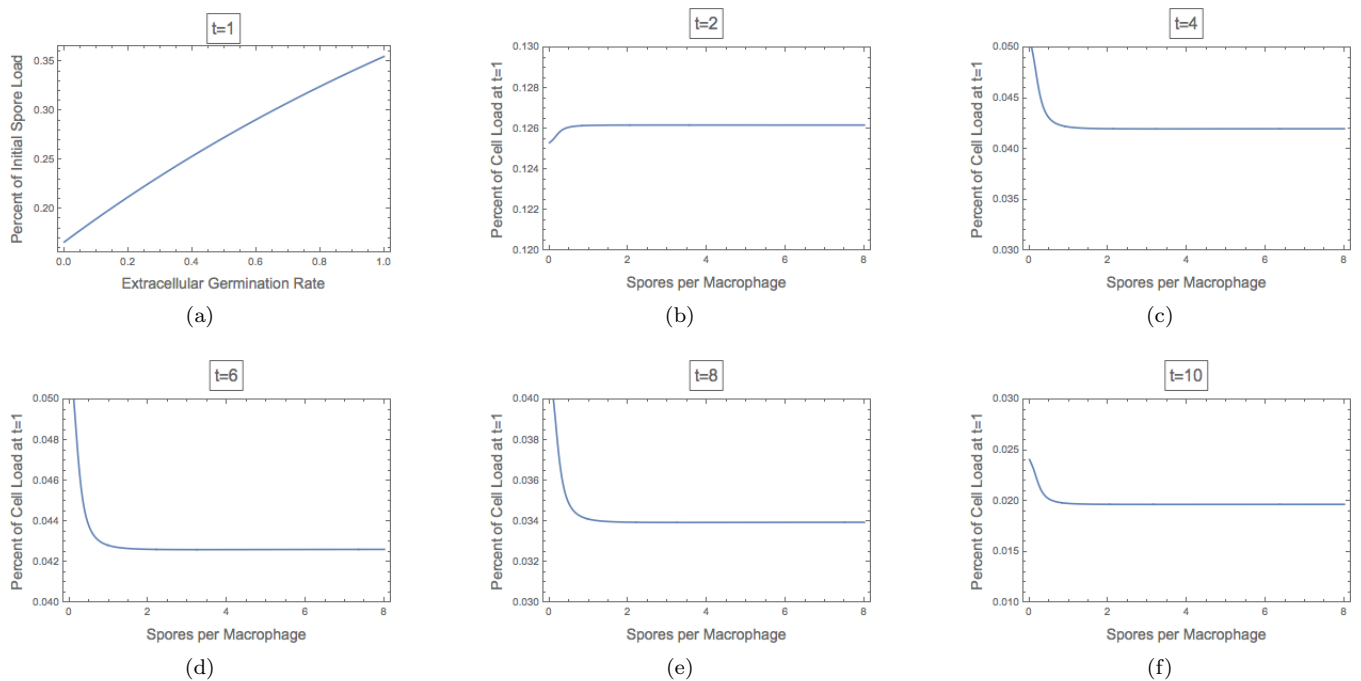 t=1
Percent of Initial Spore Load
0.35
0.30
0.25
0.20
0.0 0.2 0.4 0.6 0.8 1.0
Extracellular Germination Rate
(a)
t=2
Percent of Cell Load at t=1
0.130
0.128
0.126
0.124
0.122
0.120
0 2 4 6 8
Spores per Macrophage
(b)
t=4
Percent of Cell Load at t=1
0.050
0.045
0.040
0.035
0.030
0 2 4 6 8
Spores per Macrophage
(c)
t=6
Percent of Cell Load at t=1
0.050
0.048
0.046
0.044
0.042
0.040
0 2 4 6 8
Spores per Macrophage
(d)
t=8
Percent of Cell Load at t=1
0.040
0.038
0.036
0.034
0.032
0.030
0 2 4 6 8
Spores per Macrophage
(e)
t=10
Percent of Cell Load at t=1
0.030
0.025
0.020
0.015
0.010
0 2 4 6 8
Spores per Macrophage
(f)